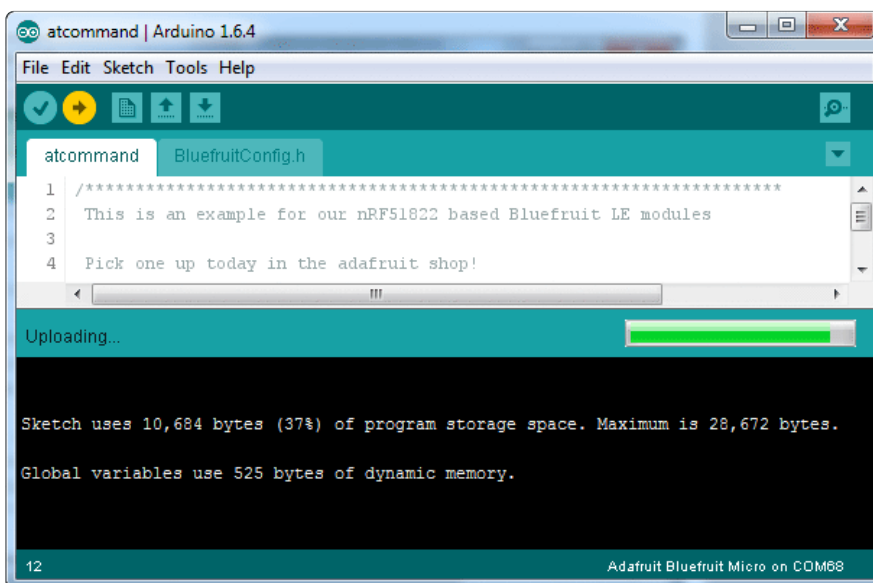 atcommand | Arduino 1.6.4
File Edit Sketch Tools Help
atcommand BluefruitConfig.h
1 /*********************************************************************
2 This is an example for our nRF51822 based Bluefruit LE modules
3
4 Pick one up today in the adafruit shop!
Uploading...
Sketch uses 10,684 bytes (37%) of program storage space. Maximum is 28,672 bytes.
Global variables use 525 bytes of dynamic memory.
12 Adafruit Bluefruit Micro on COM68